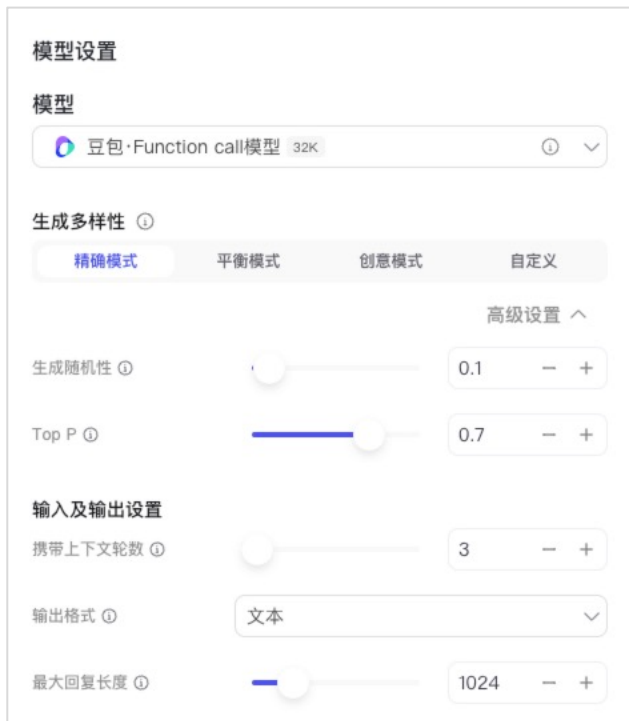 模型设置
模型
豆包·Function call模型 32K
生成多样性
精确模式 平衡模式 创意模式 自定义
高级设置
生成随机性 0.1 − +
Top P 0.7 − +
输入及输出设置
携带上下文轮数 3 − +
输出格式 文本
最大回复长度 1024 − +